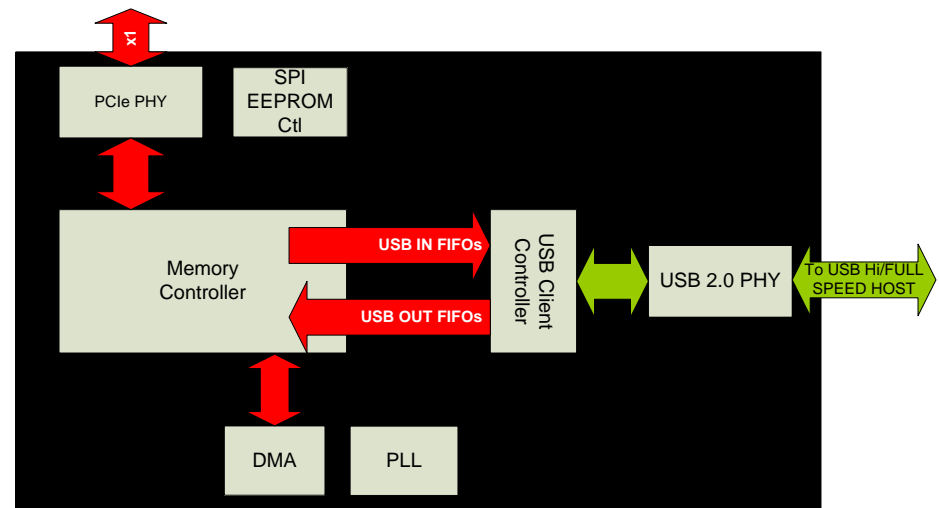 x1
PCIe PHY
SPI
EEPROM
Ctl
Memory
Controller
USB IN FIFOs
USB OUT FIFOs
USB Client
Controller
USB 2.0 PHY
To USB Hi/FULL
SPEED HOST
DMA
PLL